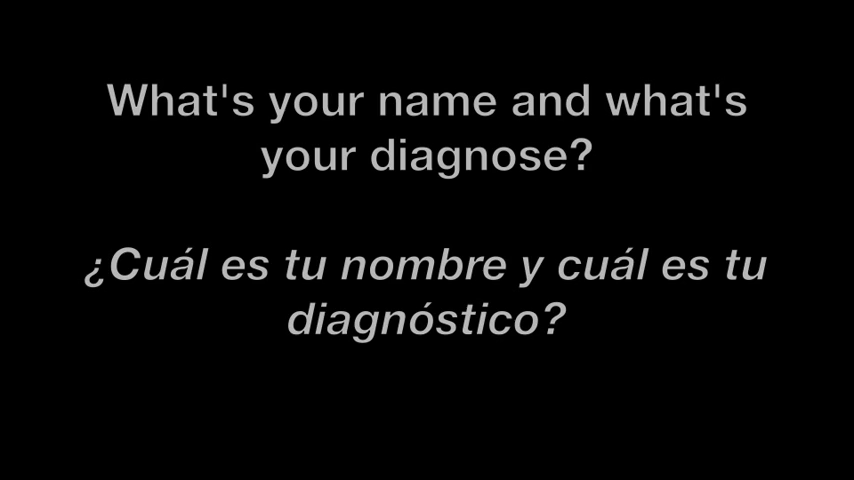 What's your name and what's
your diagnose?
¿Cuál es tu nombre y cuál es tu
diagnóstico?